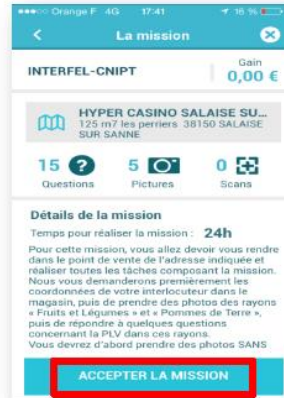 Orange F 4G 17:41 16 %
La mission
INTERFEL-CNIPT
Gain
0,00 €
HYPER CASINO SALAISE SU...
125 m7 les perriers 38150 SALAISE
SUR SANNE
15 ? 5 0
Questions Pictures Scans
Détails de la mission
Temps pour réaliser la mission : 24h
Pour cette mission, vous allez devoir vous rendre
dans le point de vente de l'adresse indiquée et
réaliser toutes les tâches composant la mission.
Nous vous demanderons premièrement les
coordonnées de votre interlocuteur dans le
magasin, puis de prendre des photos des rayons
« Fruits et Légumes » et « Pommes de Terre »,
puis de répondre à quelques questions
concernant la PLV dans ces rayons.
Vous devrez d'abord prendre des photos SANS
ACCEPTER LA MISSION